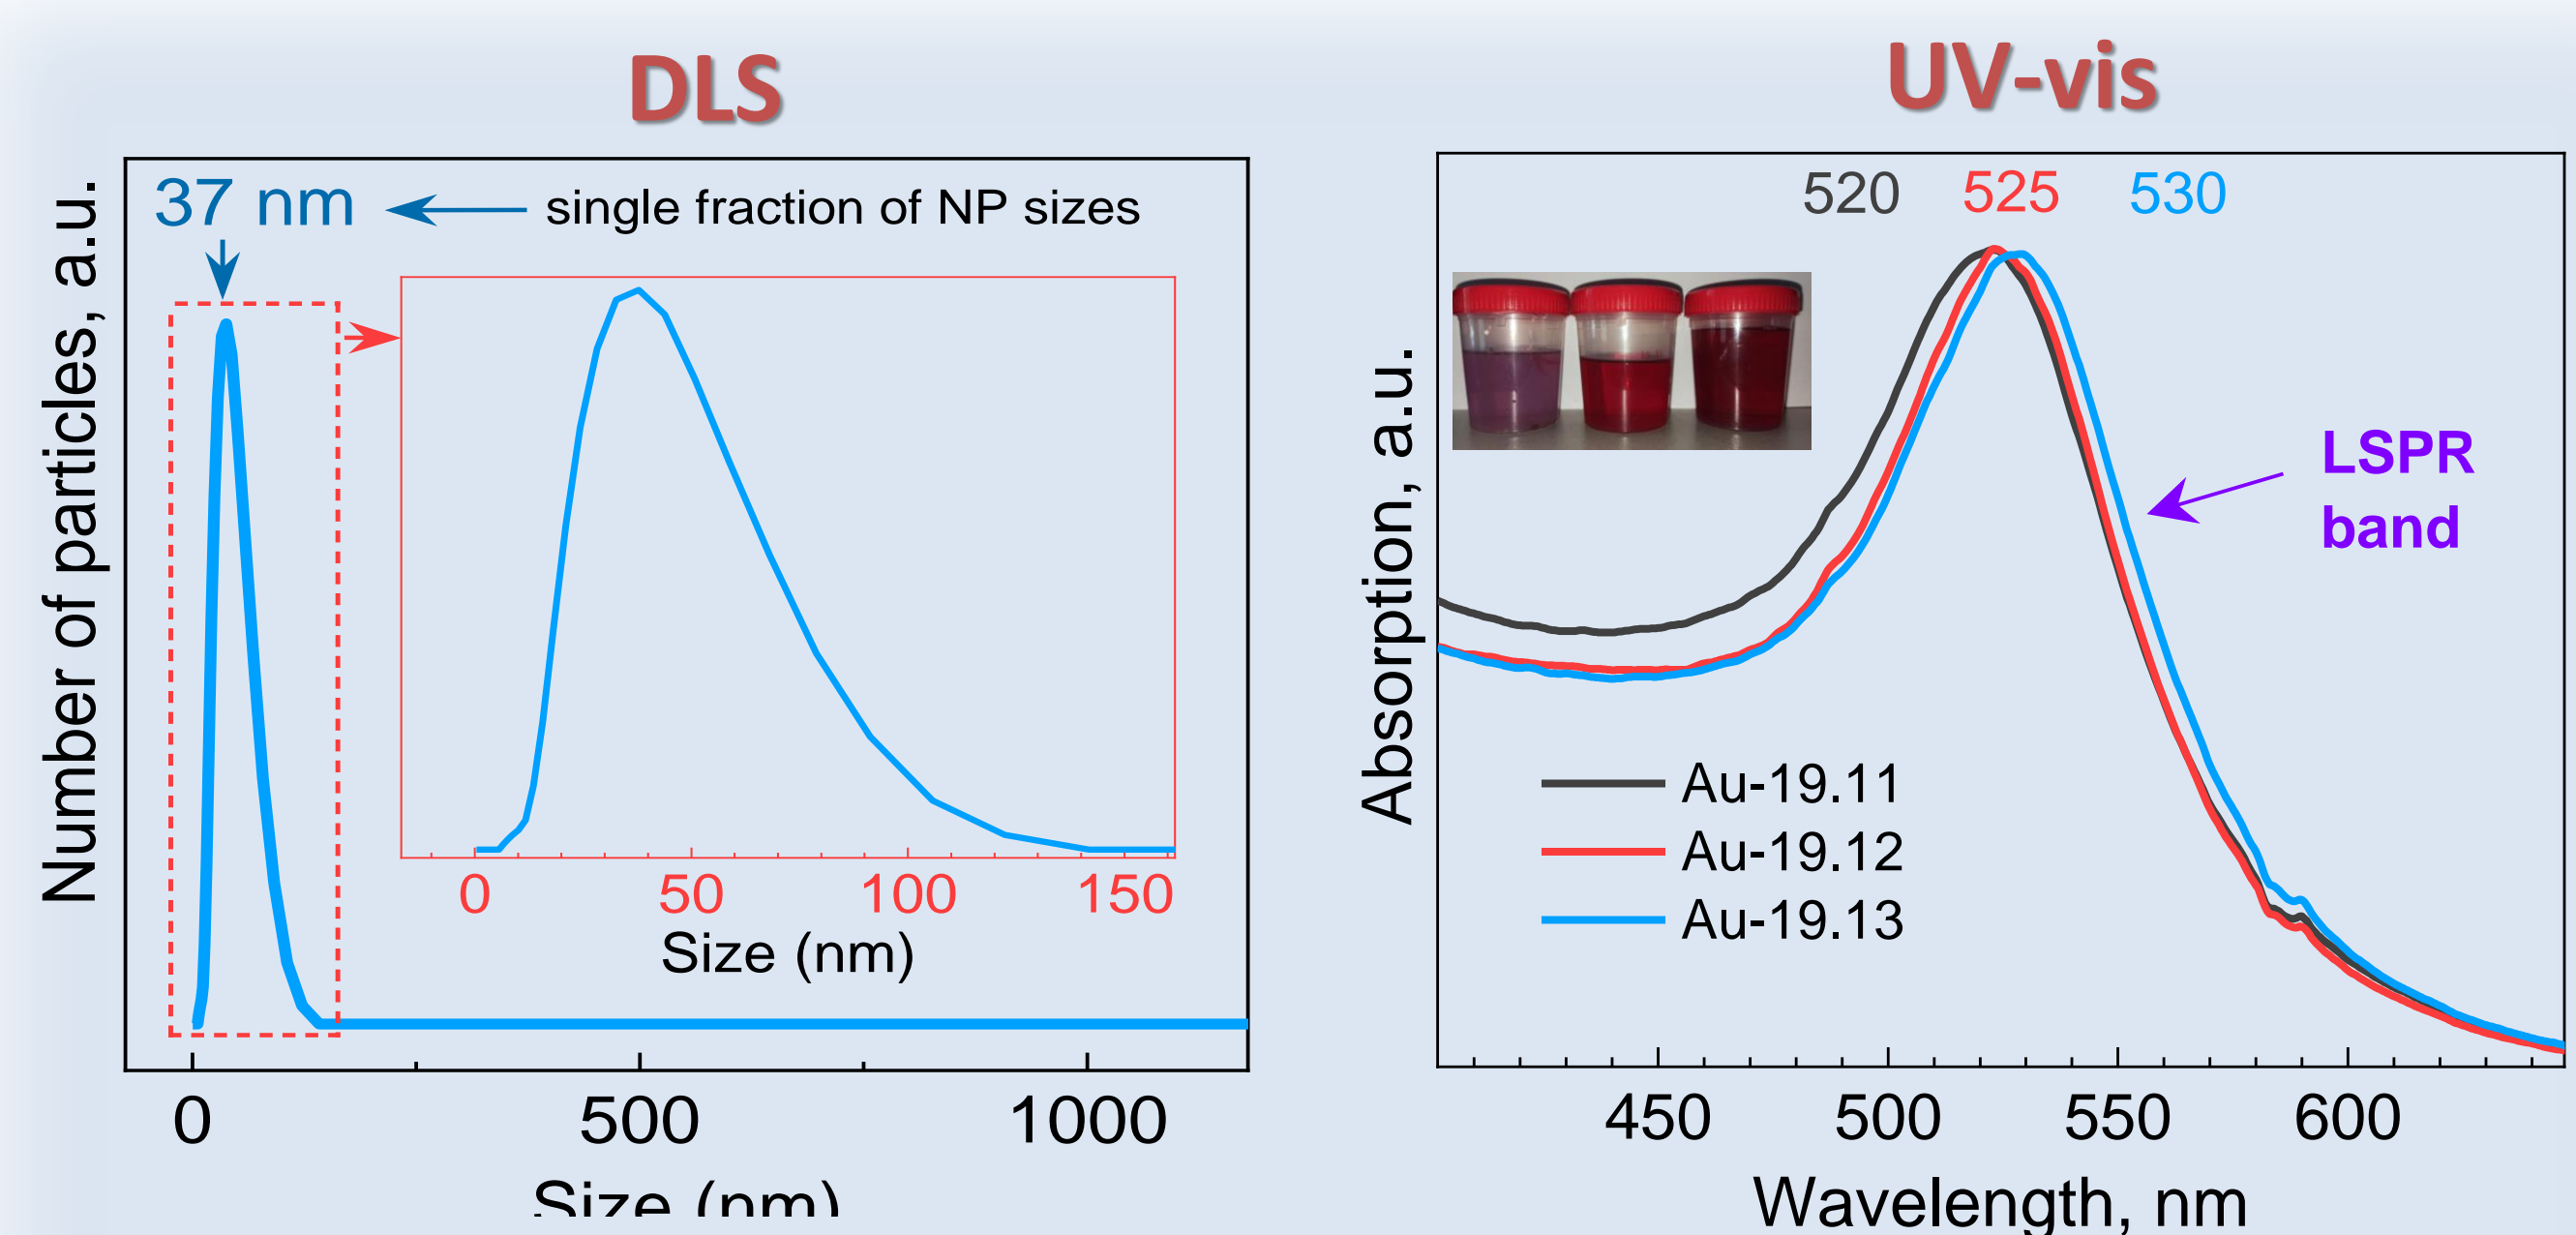 DLS
Number of particles, a.u.
37 nm
single fraction of NP sizes
0
50
100
150
Size (nm)
0
500
1000
Size (nm)
UV-vis
Absorption, a.u.
520
525
530
LSPR
band
Au-19.11
Au-19.12
Au-19.13
450
500
550
600
Wavelength, nm